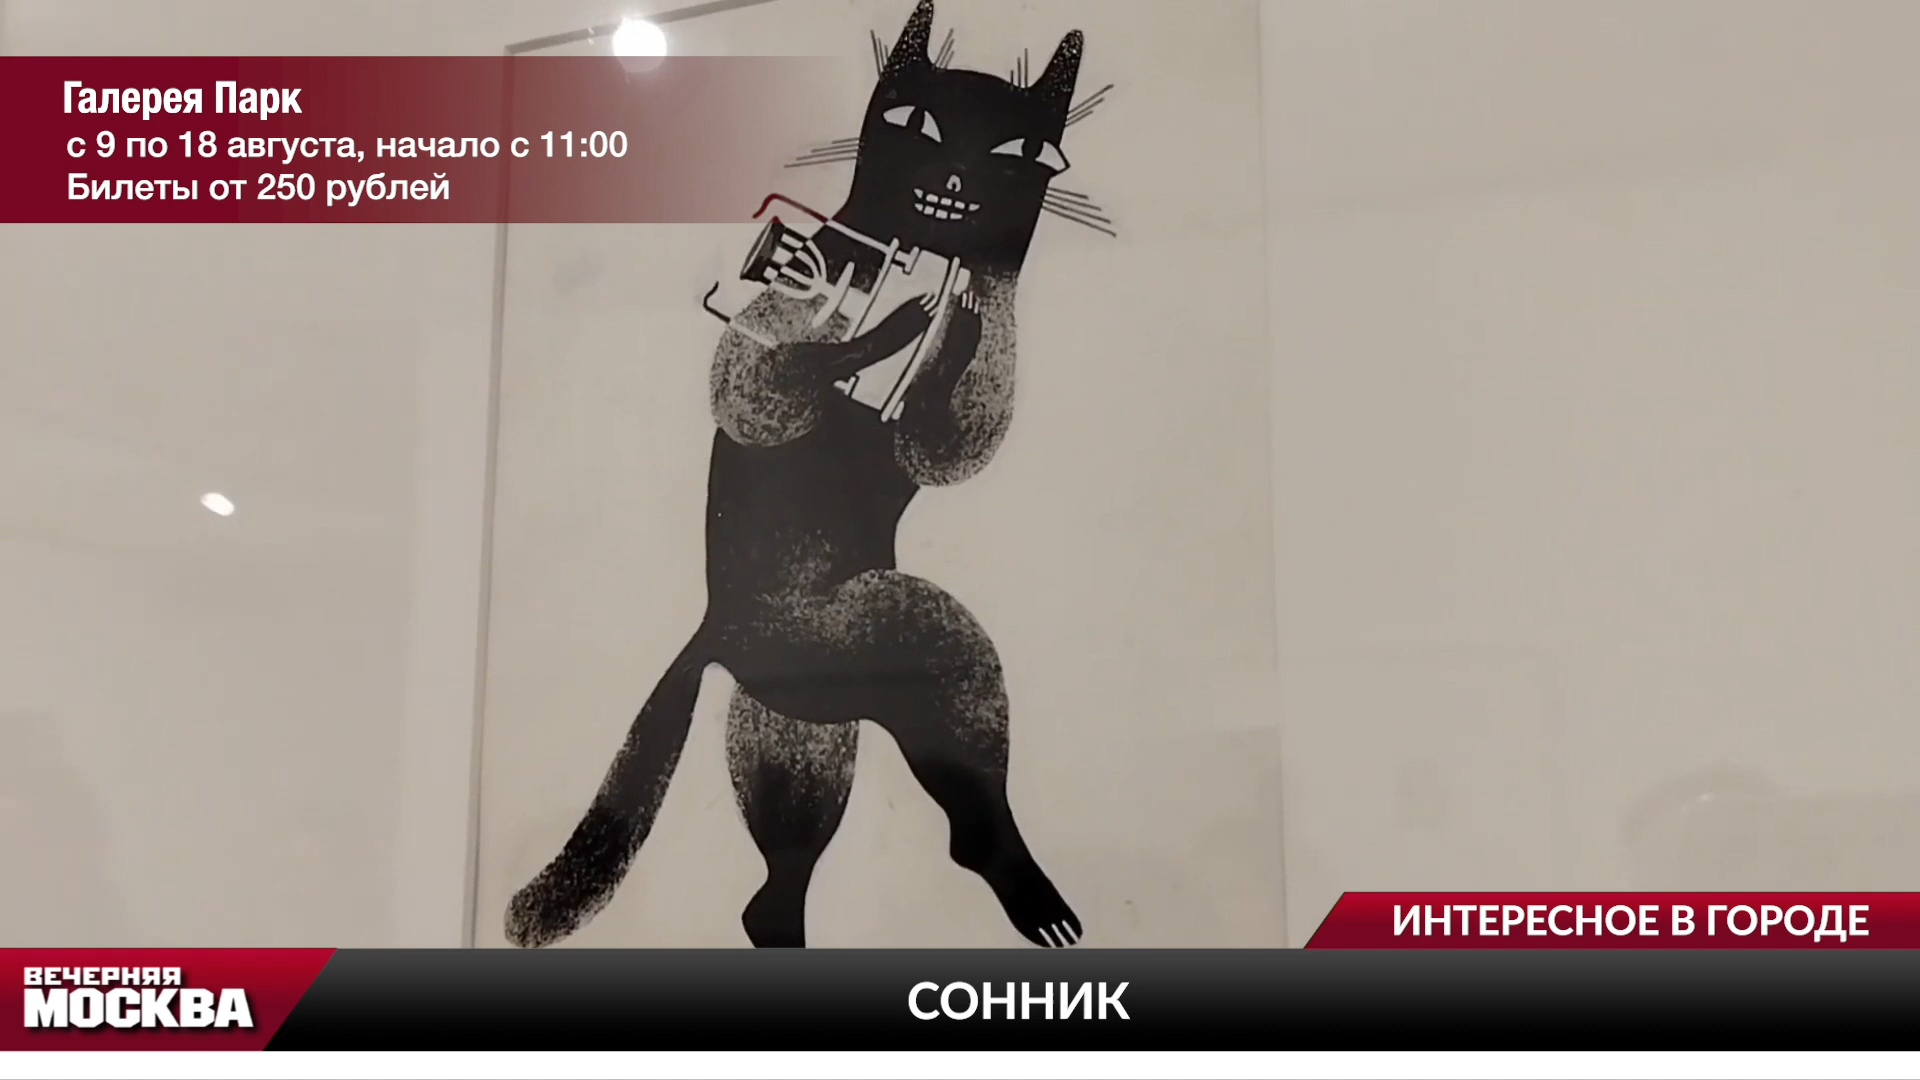 Галерея Парк
с 9 по 18 августа, начало с 11:00
Билеты от 250 рублей
ИНТЕРЕСНОЕ В ГОРОДЕ
ВЕЧЕРНЯЯ
МОСКВА
СОННИК